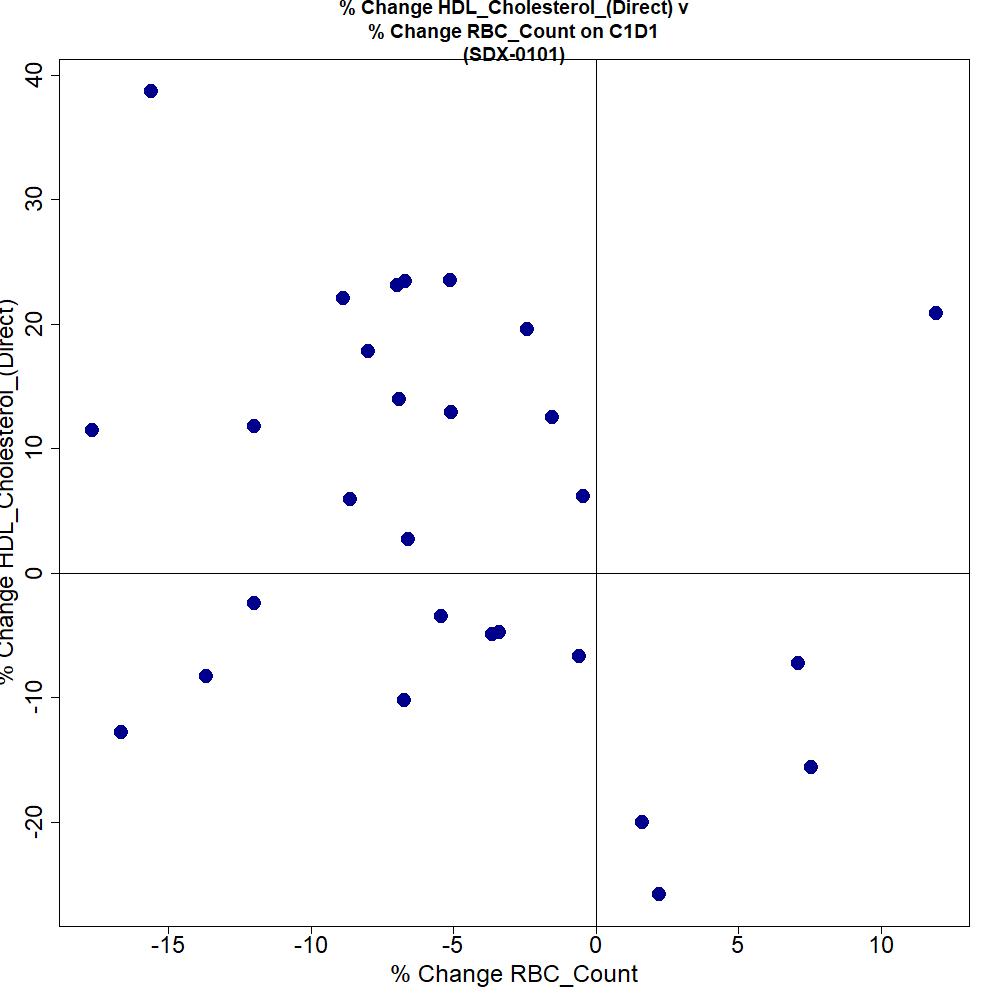 % Change HDL_Cholesterol_(Direct) v
% Change RBC_Count on C1D1
(SDX-0101)
% Change HDL_Cholesterol_(Direct)
40
30
20
10
0
-10
-20
-15
-10
-5
0
5
10
% Change RBC_Count